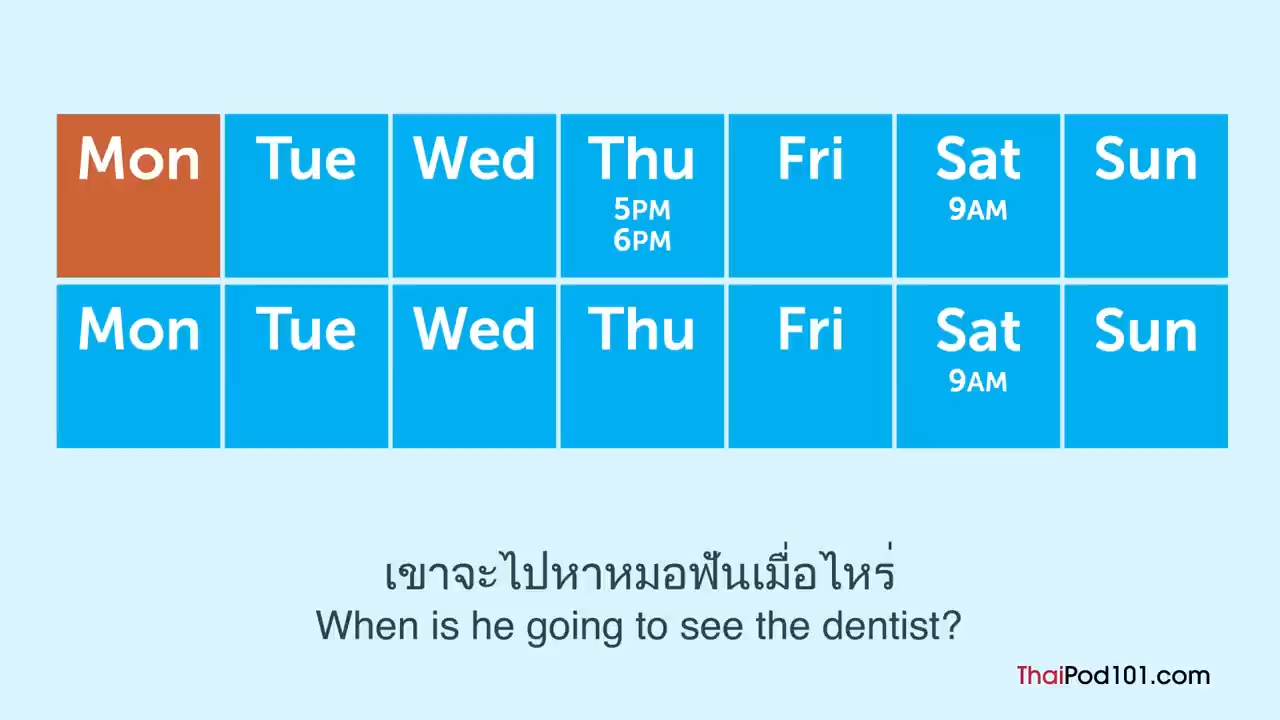 Mon Tue Wed Thu Fri Sat Sun
5PM 9AM
6PM
Mon Tue Wed Thu Fri Sat Sun
9AM
เขาจะไปหาหมอฟันเมื่อไหร่
When is he going to see the dentist?
ThaiPod101.com